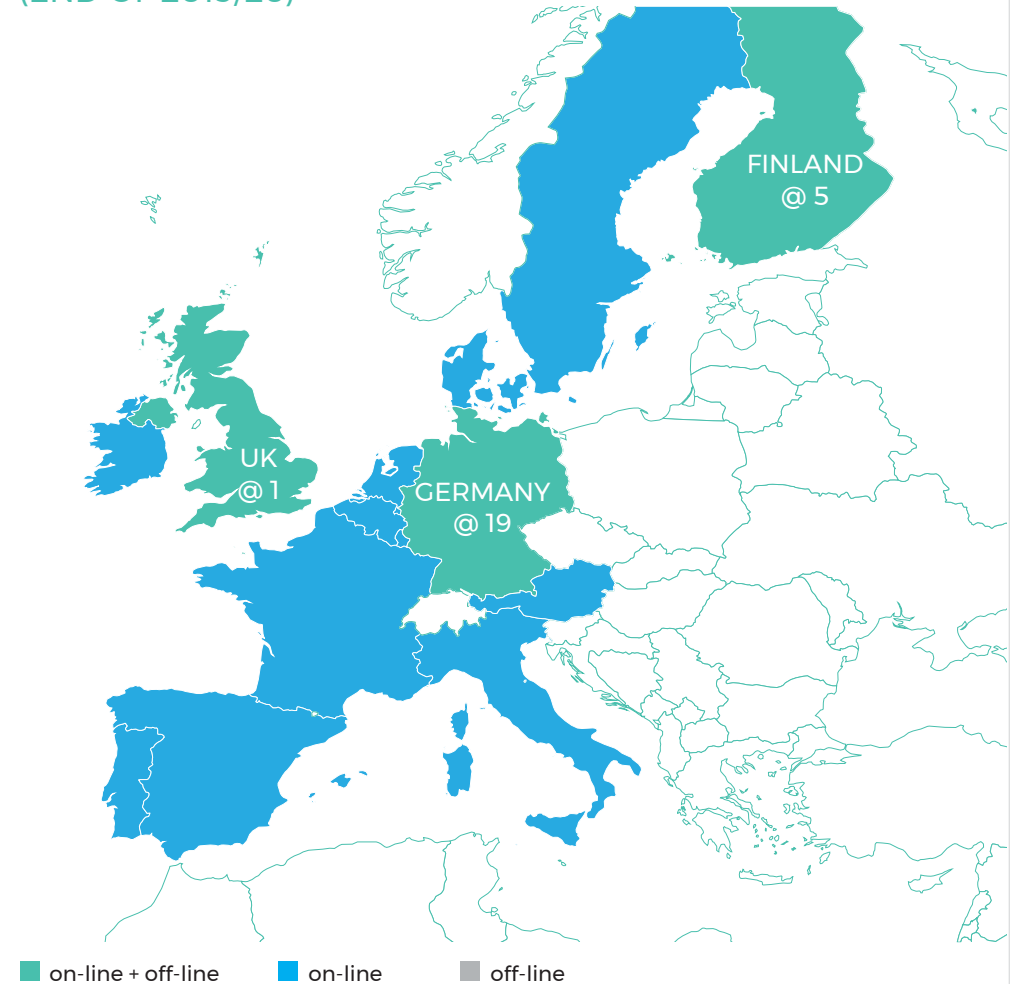 FINLAND
@ 5
UK
@ 1
GERMANY
@ 19
on-line + off-line
on-line
off-line